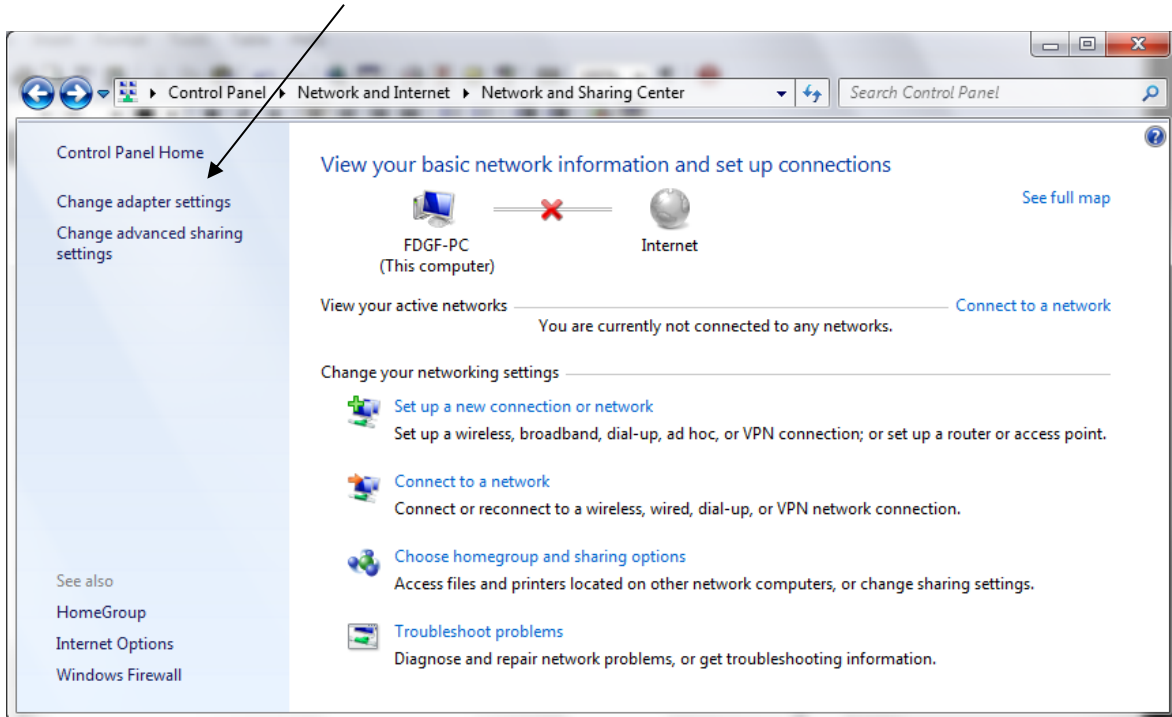 Control Panel Network and Internet Network and Sharing Center Search Control Panel
Control Panel Home
Change adapter settings
Change advanced sharing
settings
See also
HomeGroup
Internet Options
Windows Firewall
View your basic network information and set up connections
See full map
FDGF-PC
(This computer)
Internet
View your active networks
Connect to a network
You are currently not connected to any networks.
Change your networking settings
Set up a new connection or network
Set up a wireless, broadband, dial-up, ad hoc, or VPN connection; or set up a router or access point.
Connect to a network
Connect or reconnect to a wireless, wired, dial-up, or VPN network connection.
Choose homegroup and sharing options
Access files and printers located on other network computers, or change sharing settings.
Troubleshoot problems
Diagnose and repair network problems, or get troubleshooting information.